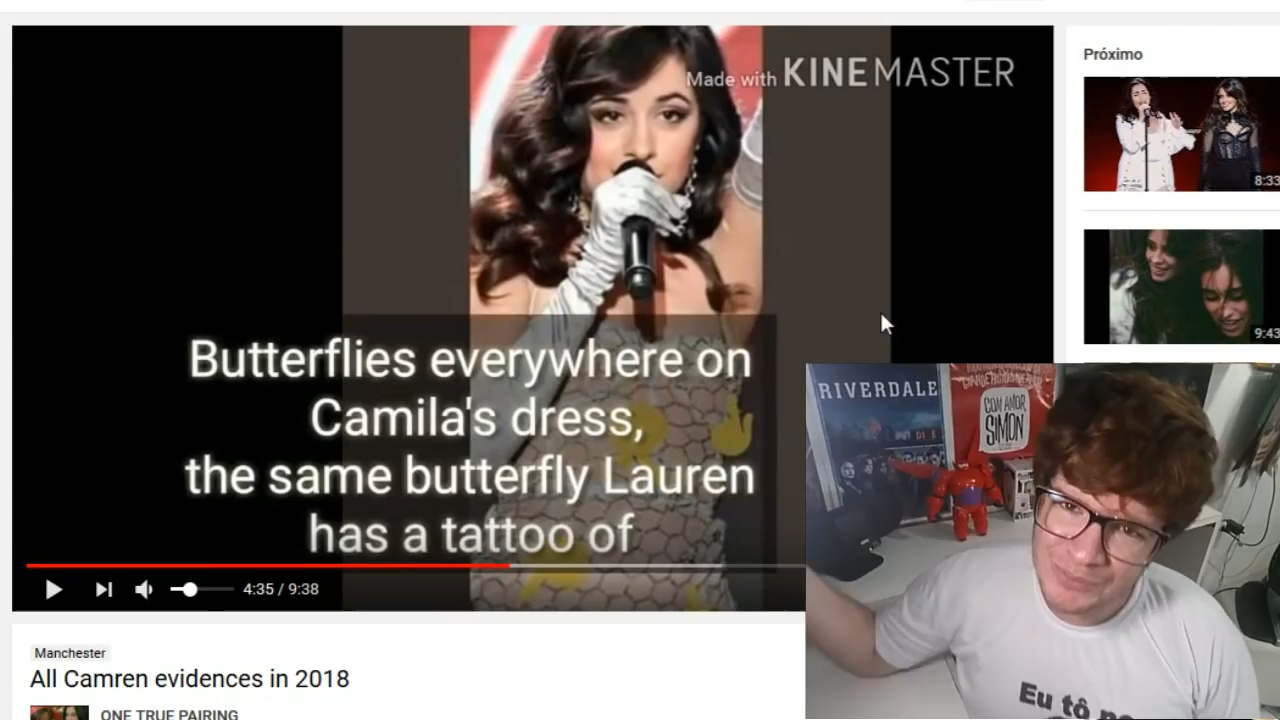 Made with KINEMASTER
Próximo
8:33
9:43
Butterflies everywhere on
Camila's dress,
the same butterfly Lauren
has a tattoo of
4:35 / 9:38
RIVERDALE
COM AMOR
SIMON
Eu tô
Manchester
All Camren evidences in 2018
ONE TRUE PAIRING